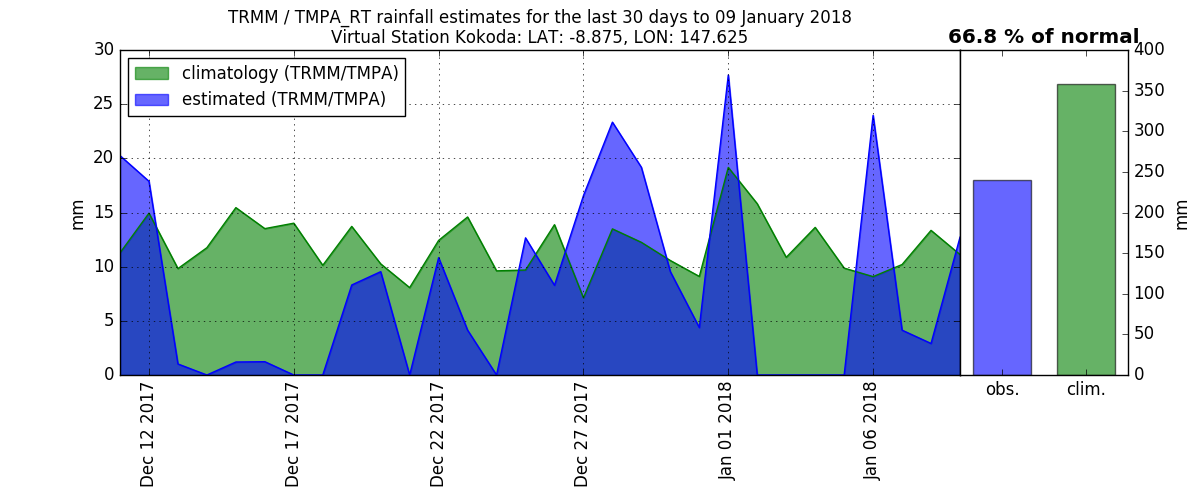 TRMM / TMPA_RT rainfall estimates for the last 30 days to 09 January 2018
Virtual Station Kokoda: LAT: -8.875, LON: 147.625
66.8 % of normal
climatology (TRMM/TMPA)
estimated (TRMM/TMPA)
30
25
20
15
10
5
0
mm
Dec 12 2017
Dec 17 2017
Dec 22 2017
Dec 27 2017
Jan 01 2018
Jan 06 2018
400
350
300
250
200
150
100
50
0
mm
obs.
clim.